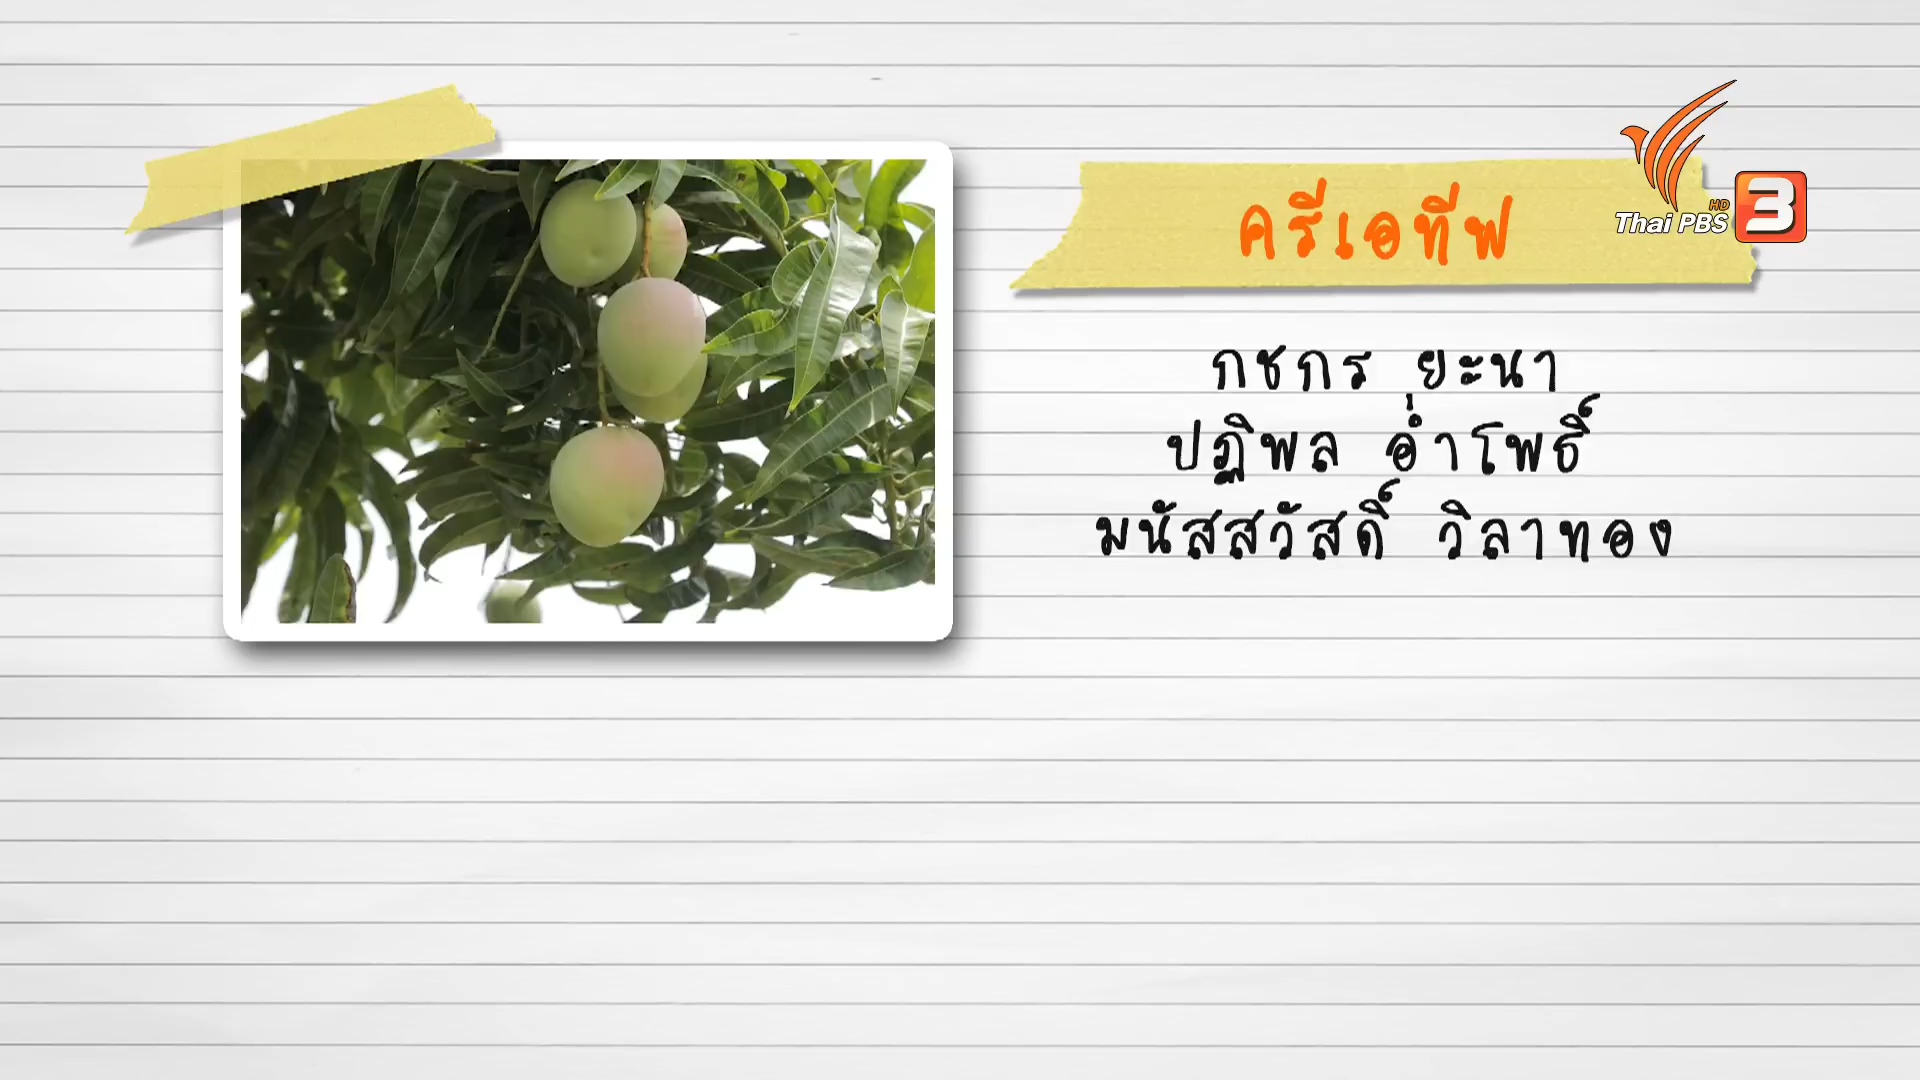 ครีเอทีฟ
HD
Thai PBS 3
กชกร ยะนา
ปฏิพล อ่ำโพธิ์
มนัสสวัสดิ์ วิลาทอง